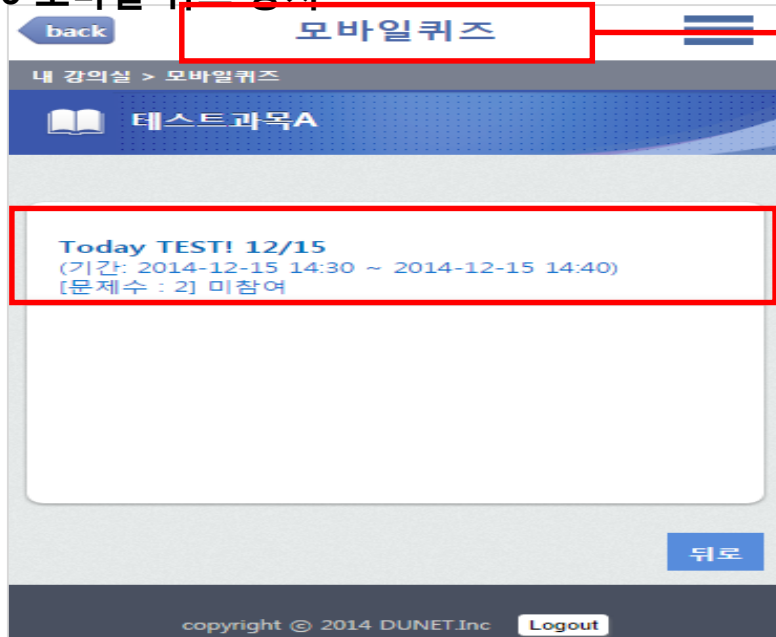 back
모바일퀴즈
내 강의실 > 모바일퀴즈
테스트과목A
Today TEST! 12/15
(기간: 2014-12-15 14:30 ~ 2014-12-15 14:40)
[문제수 : 2] 미참여
뒤로
copyright ⓒ 2014 DUNET.Inc
Logout